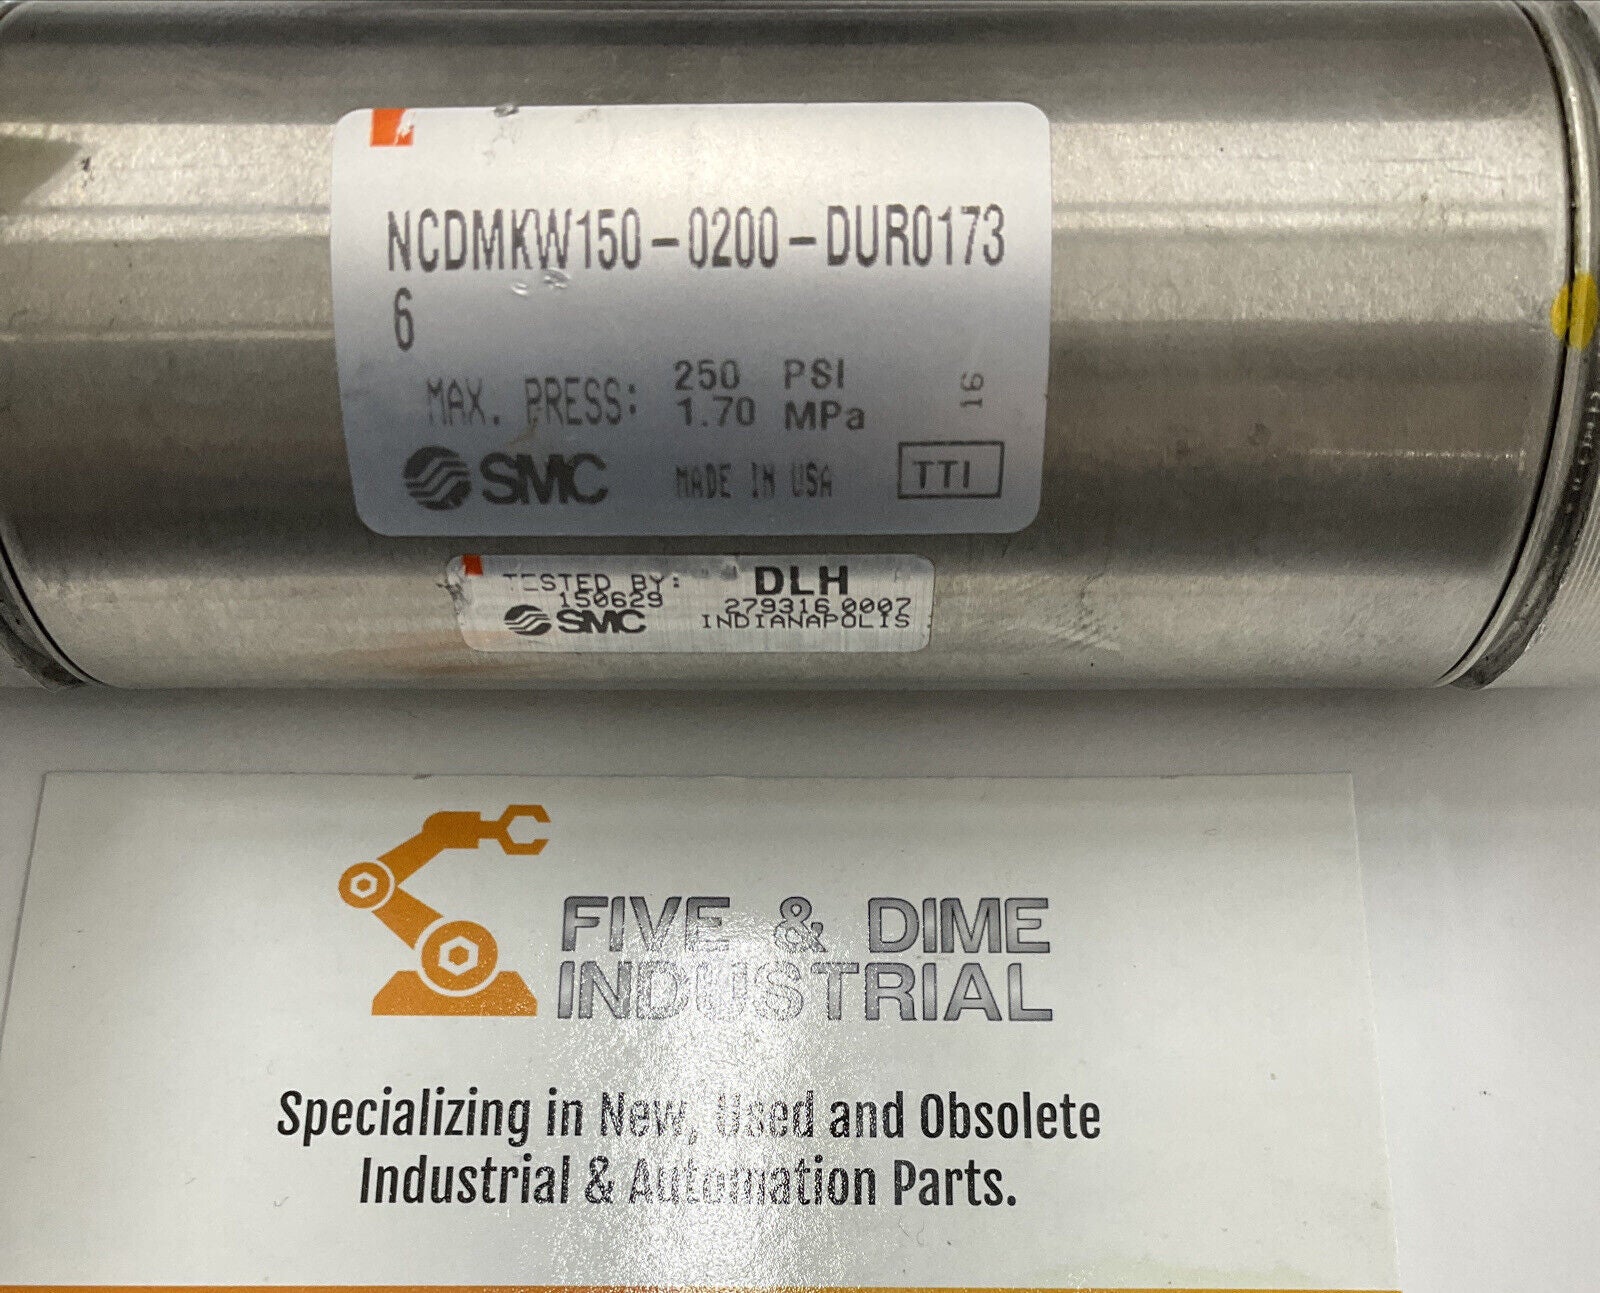 NCDMKW150-0200-DUR0173
6
MAX. PRESS: 250 PSI
1.70 MPa
16
SMC MADE IN USA TTI
TESTED BY: DLH
150629 279316 0007
SMC INDIANAPOLIS
FIVE & DIME
INDUSTRIAL
Specializing in New, Used and Obsolete
Industrial & Automation Parts.